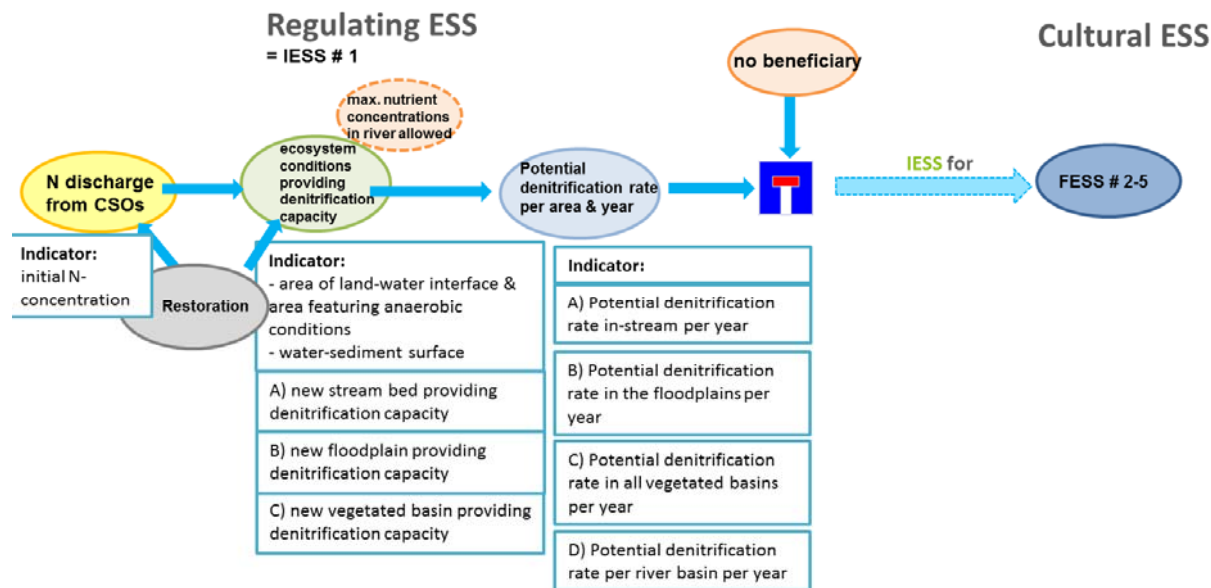 Regulating ESS
= IESS # 1
Cultural ESS
no beneficiary
max. nutrient
concentrations
in river allowed
N discharge
from CSOs
ecosystem
conditions
providing
denitrification
capacity
Potential
denitrification rate
per area & year
IESS for
FESS # 2-5
Restoration
Indicator:
initial N-
concentration
Indicator:
- area of land-water interface &
area featuring anaerobic
conditions
- water-sediment surface
A) new stream bed providing
denitrification capacity
B) new floodplain providing
denitrification capacity
C) new vegetated basin providing
denitrification capacity
Indicator:
A) Potential denitrification
rate in-stream per year
B) Potential denitrification
rate in the floodplains per
year
C) Potential denitrification
rate in all vegetated basins
per year
D) Potential denitrification
rate per river basin per year